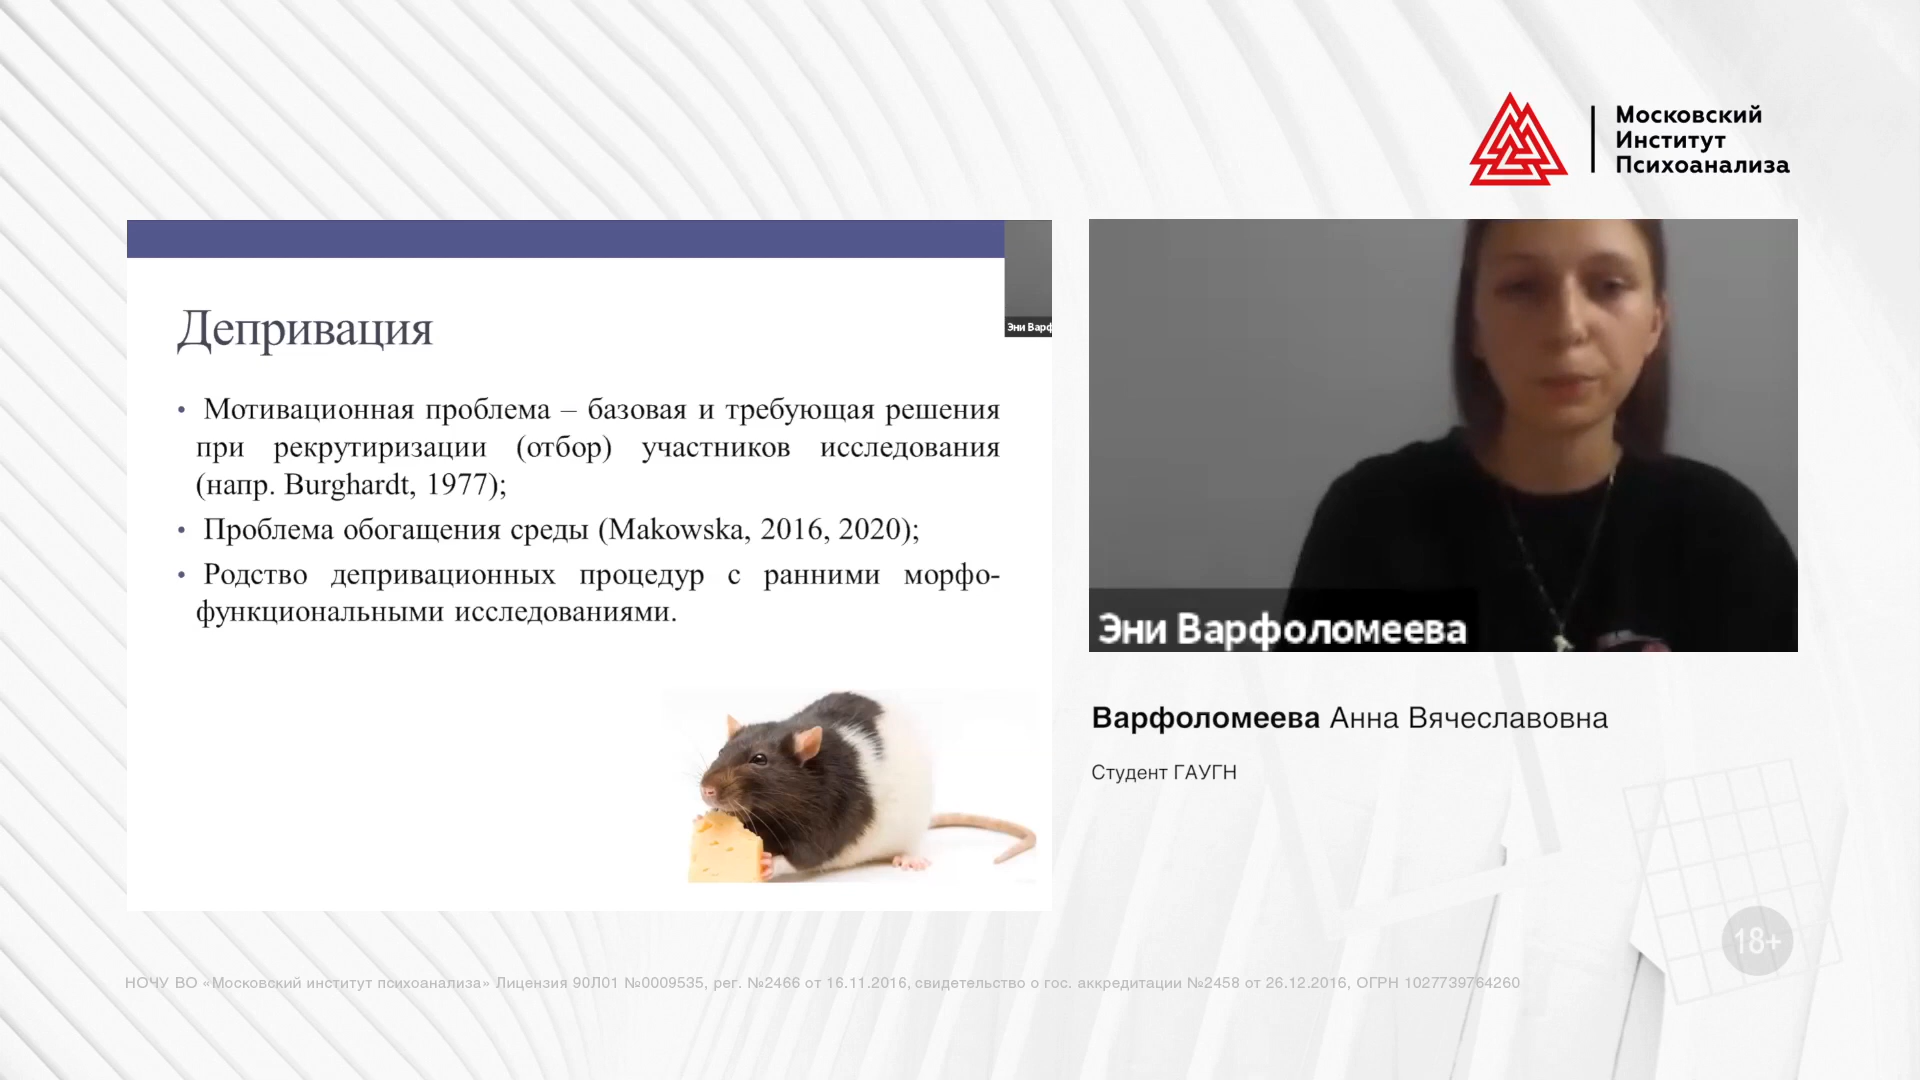 Московский
Институт
Психоанализа
Эни Варф
Депривация
• Мотивационная проблема – базовая и требующая решения
при рекрутиризации (отбор) участников исследования
(напр. Burghardt, 1977);
• Проблема обогащения среды (Makowska, 2016, 2020);
• Родство депривационных процедур с ранними морфо-
функциональными исследованиями.
Эни Варфоломеева
Варфоломеева Анна Вячеславовна
Студент ГАУГН
18+
НОЧУ ВО «Московский институт психоанализа» Лицензия 90Л01 №0009535, рег. №2466 от 16.11.2016, свидетельство о гос. аккредитации №2458 от 26.12.2016, ОГРН 1027739764260